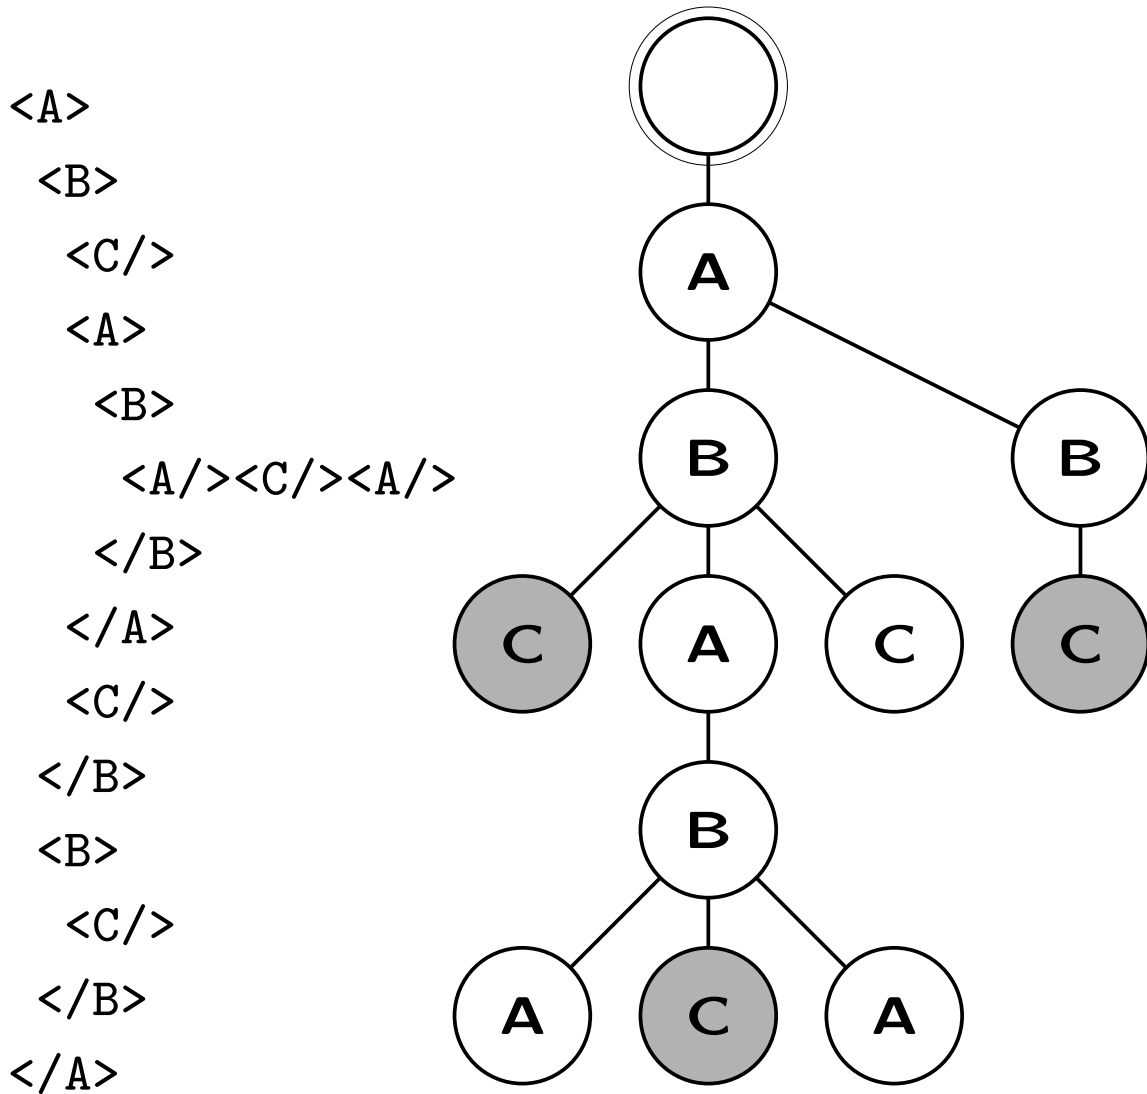 <A>
<B>
<C/>
<A>
<B>
<A/><C/><A/>
</B>
</A>
<C/>
</B>
<B>
<C/>
</B>
</A>
A
B B
C A C C
B
A C A